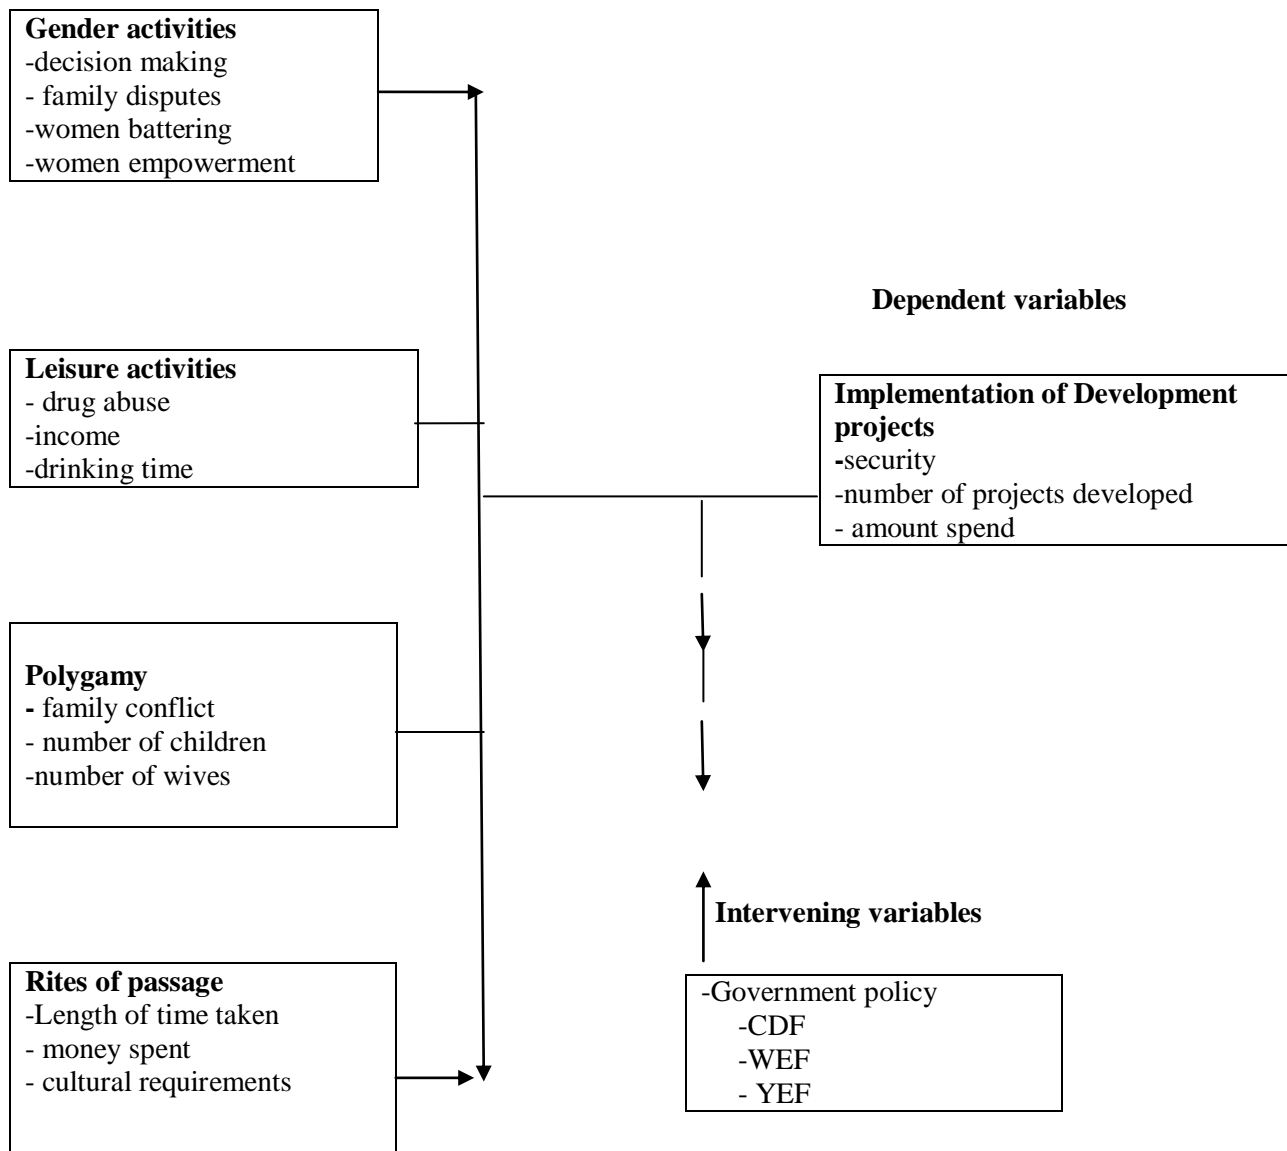 Gender activities
-decision making
- family disputes
-women battering
-women empowerment
Dependent variables
Leisure activities
- drug abuse
-income
-drinking time
Implementation of Development
projects
-security
-number of projects developed
- amount spend
Polygamy
- family conflict
- number of children
-number of wives
Intervening variables
Rites of passage
-Length of time taken
- money spent
- cultural requirements
-Government policy
-CDF
-WEF
- YEF